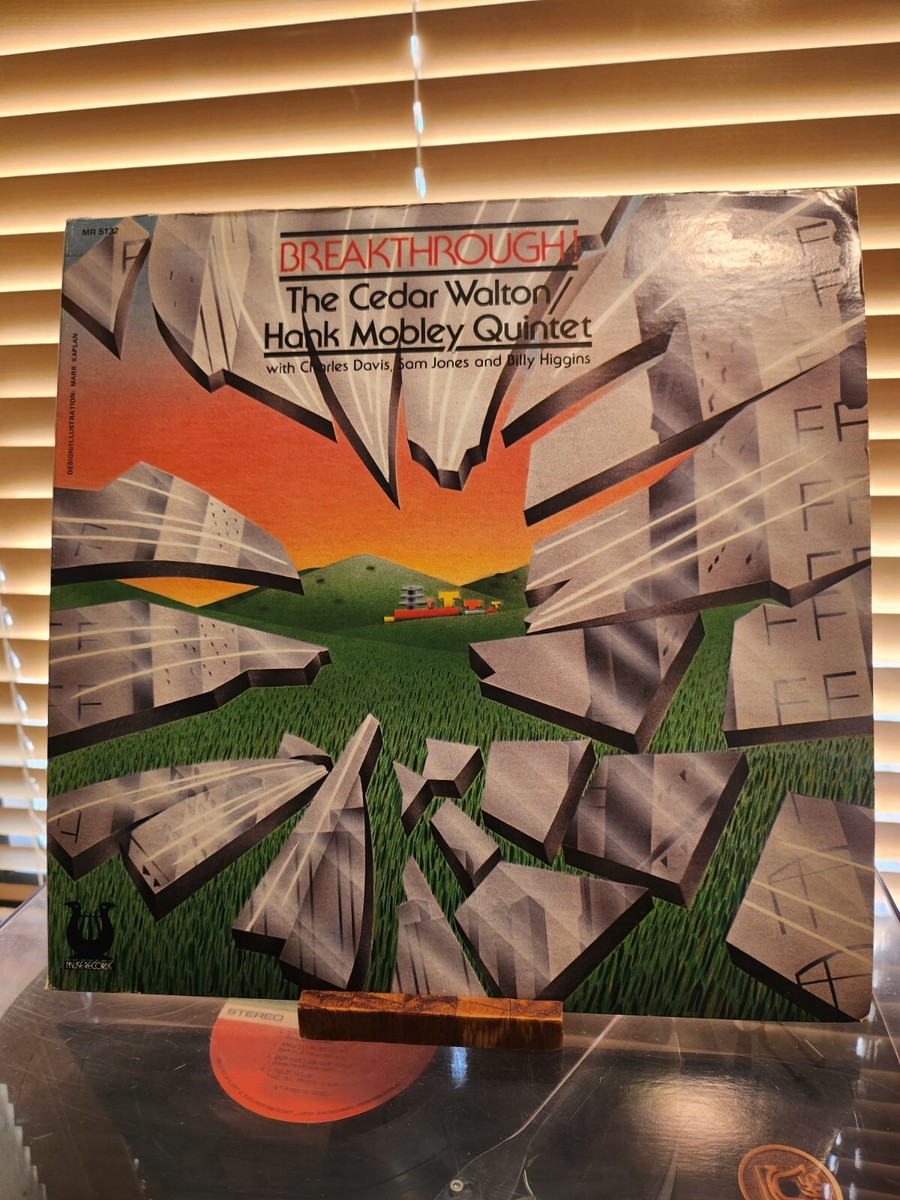 MR 5132
BREAKTHROUGH!
The Cedar Walton/
Hank Mobley Quintet
with Charles Davis, Sam Jones and Billy Higgins
DESIGN/ILLUSTRATION: MARK KAPLAN
MUSE RECORDS
STEREO